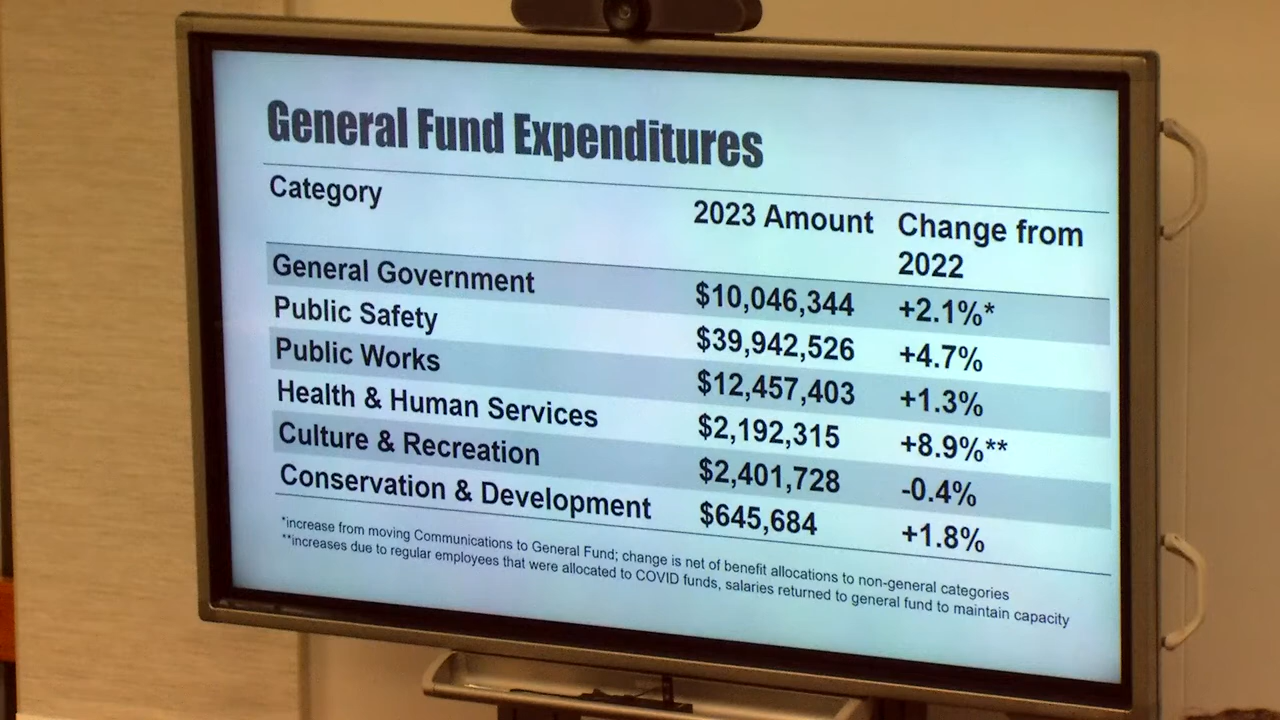 General Fund Expenditures
Category 2023 Amount Change from 2022
General Government $10,046,344 +2.1%*
Public Safety $39,942,526 +4.7%
Public Works $12,457,403 +1.3%
Health & Human Services $2,192,315 +8.9%**
Culture & Recreation $2,401,728 -0.4%
Conservation & Development $645,684 +1.8%
*increase from moving Communications to General Fund; change is net of benefit allocations to non-general categories
**increases due to regular employees that were allocated to COVID funds, salaries returned to general fund to maintain capacity